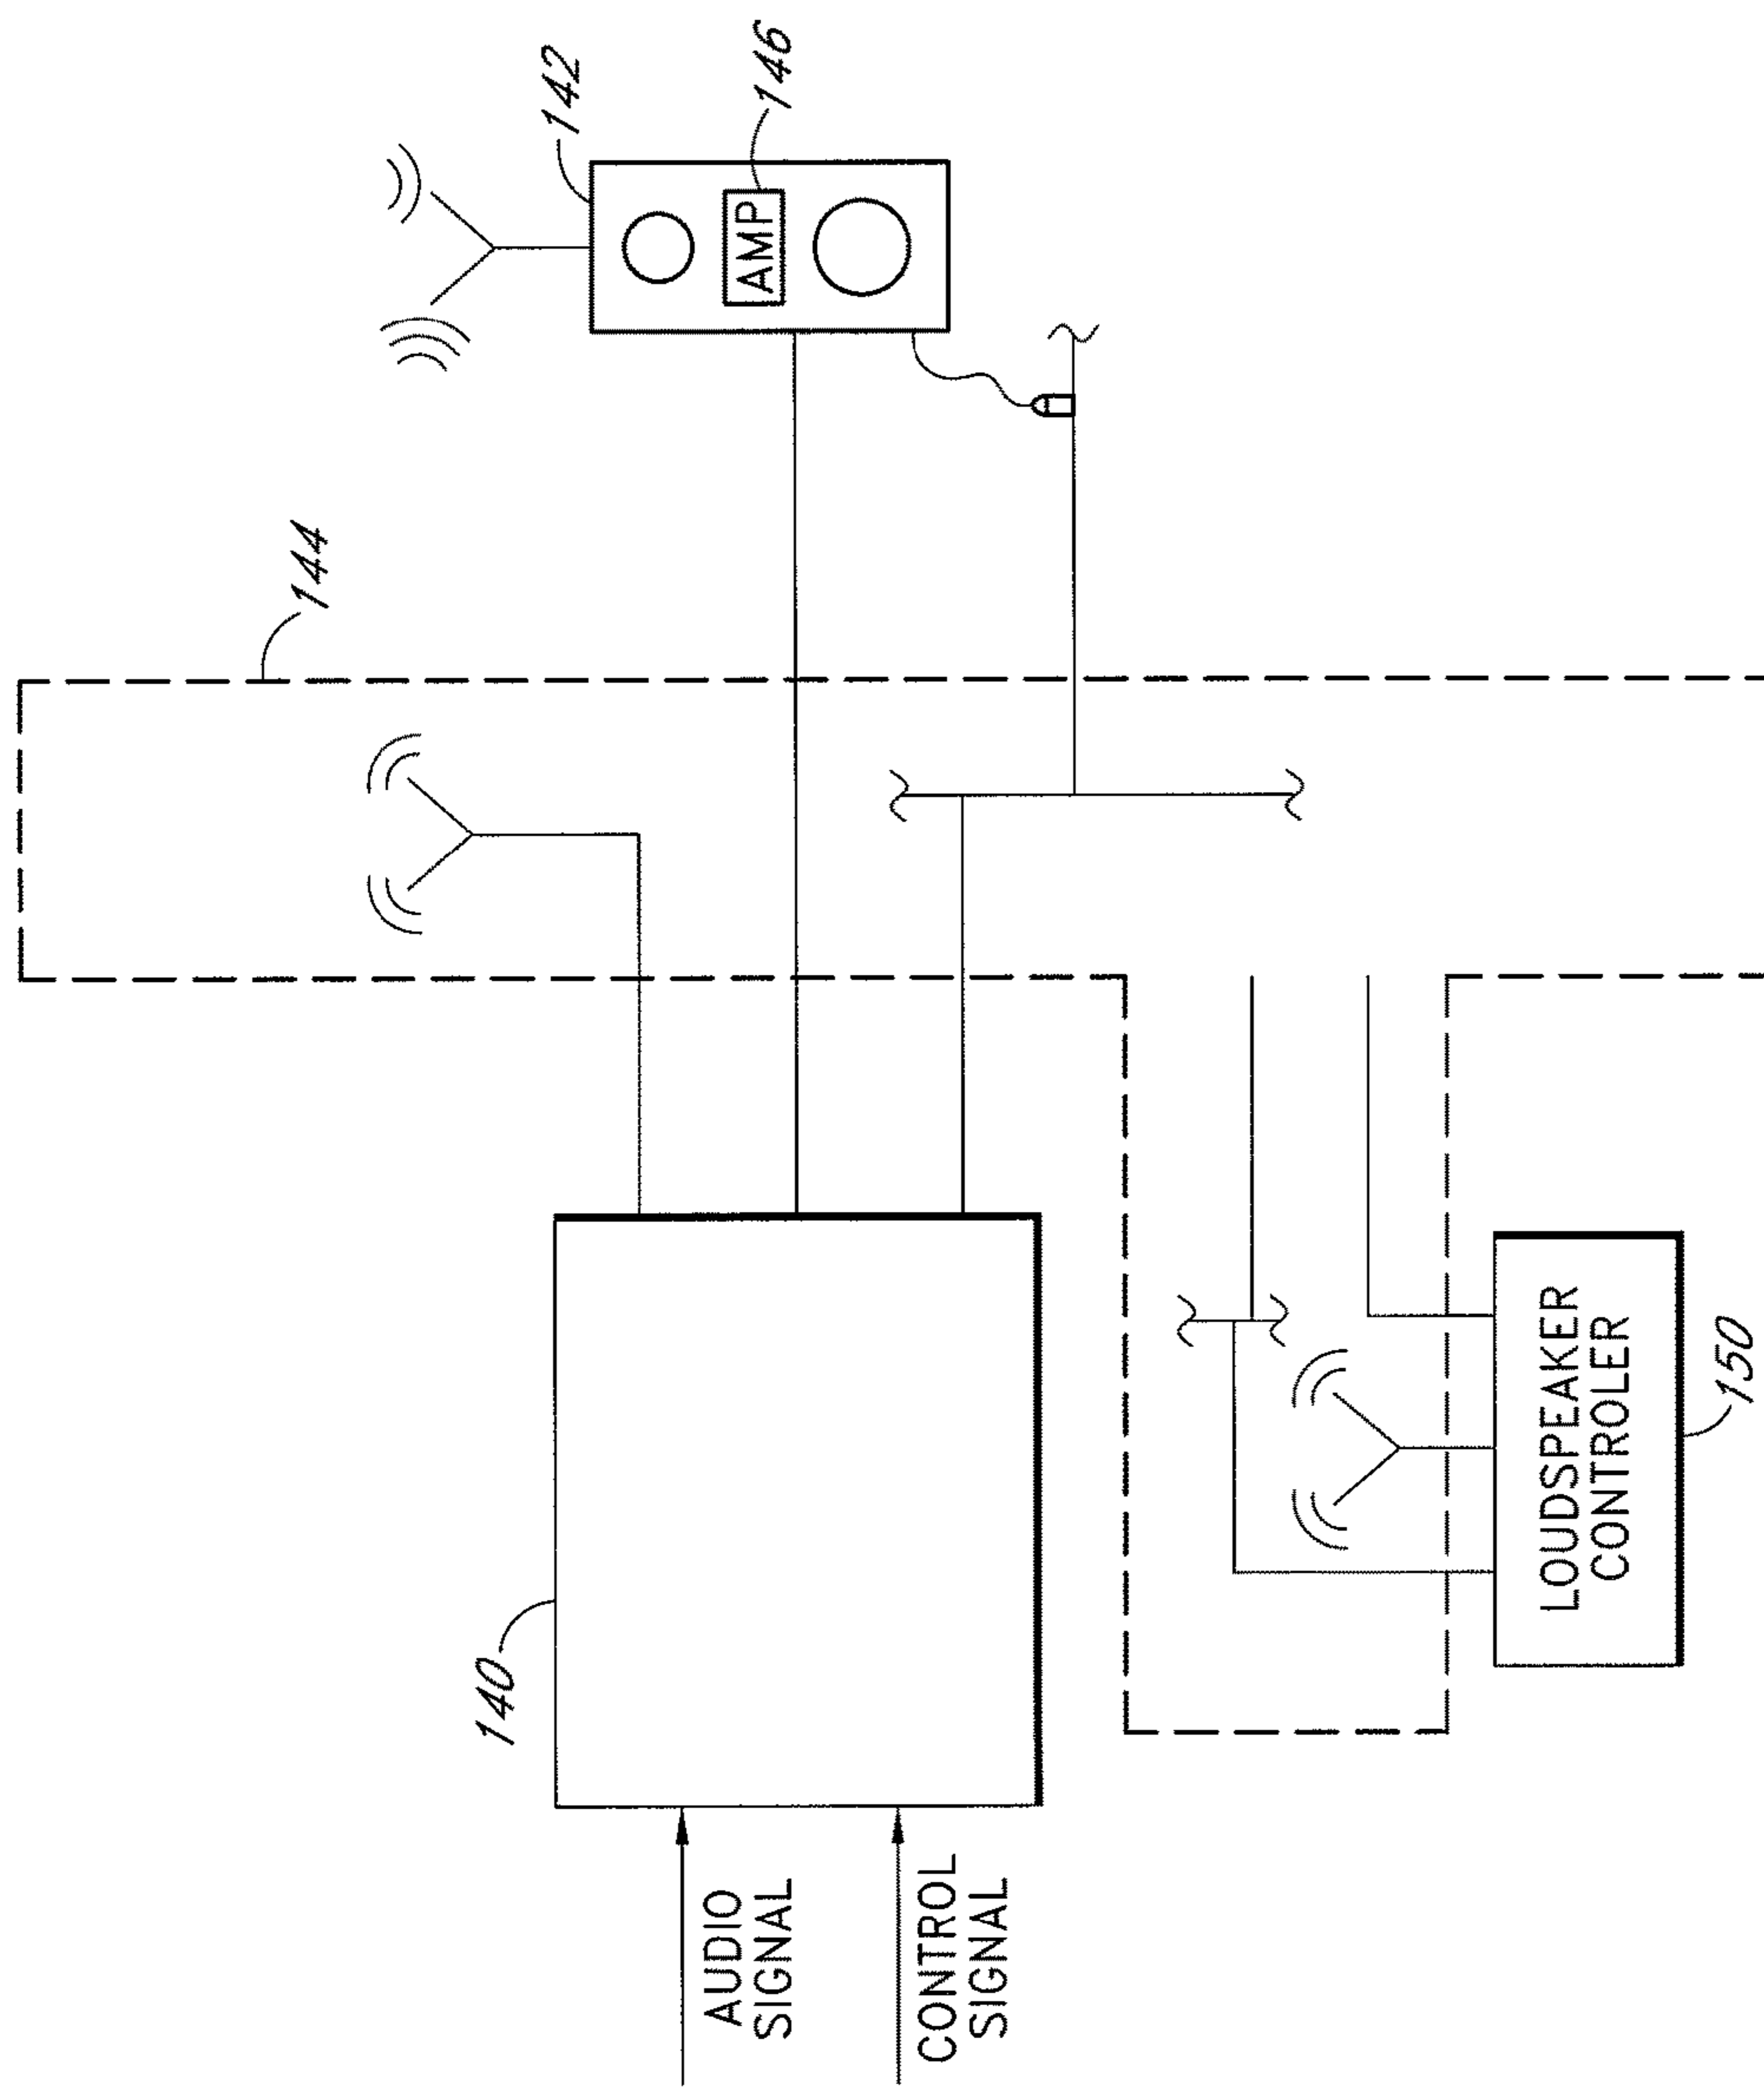 144
142
AMP
146
140
AUDIO
SIGNAL
CONTROL
SIGNAL
LOUDSPEAKER
CONTROLER
150